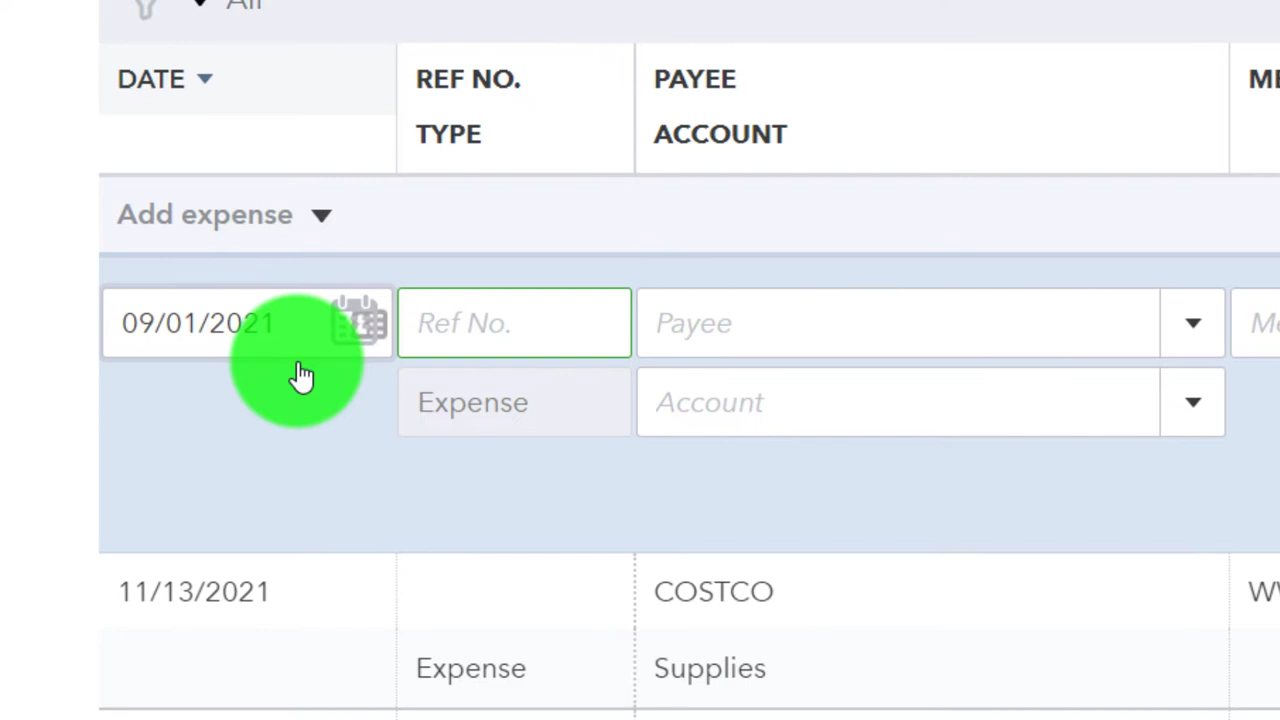 All
DATE REF NO. PAYEE
TYPE ACCOUNT
Add expense
09/01/2021 Ref No. Payee
Expense Account
11/13/2021 COSTCO
Expense Supplies